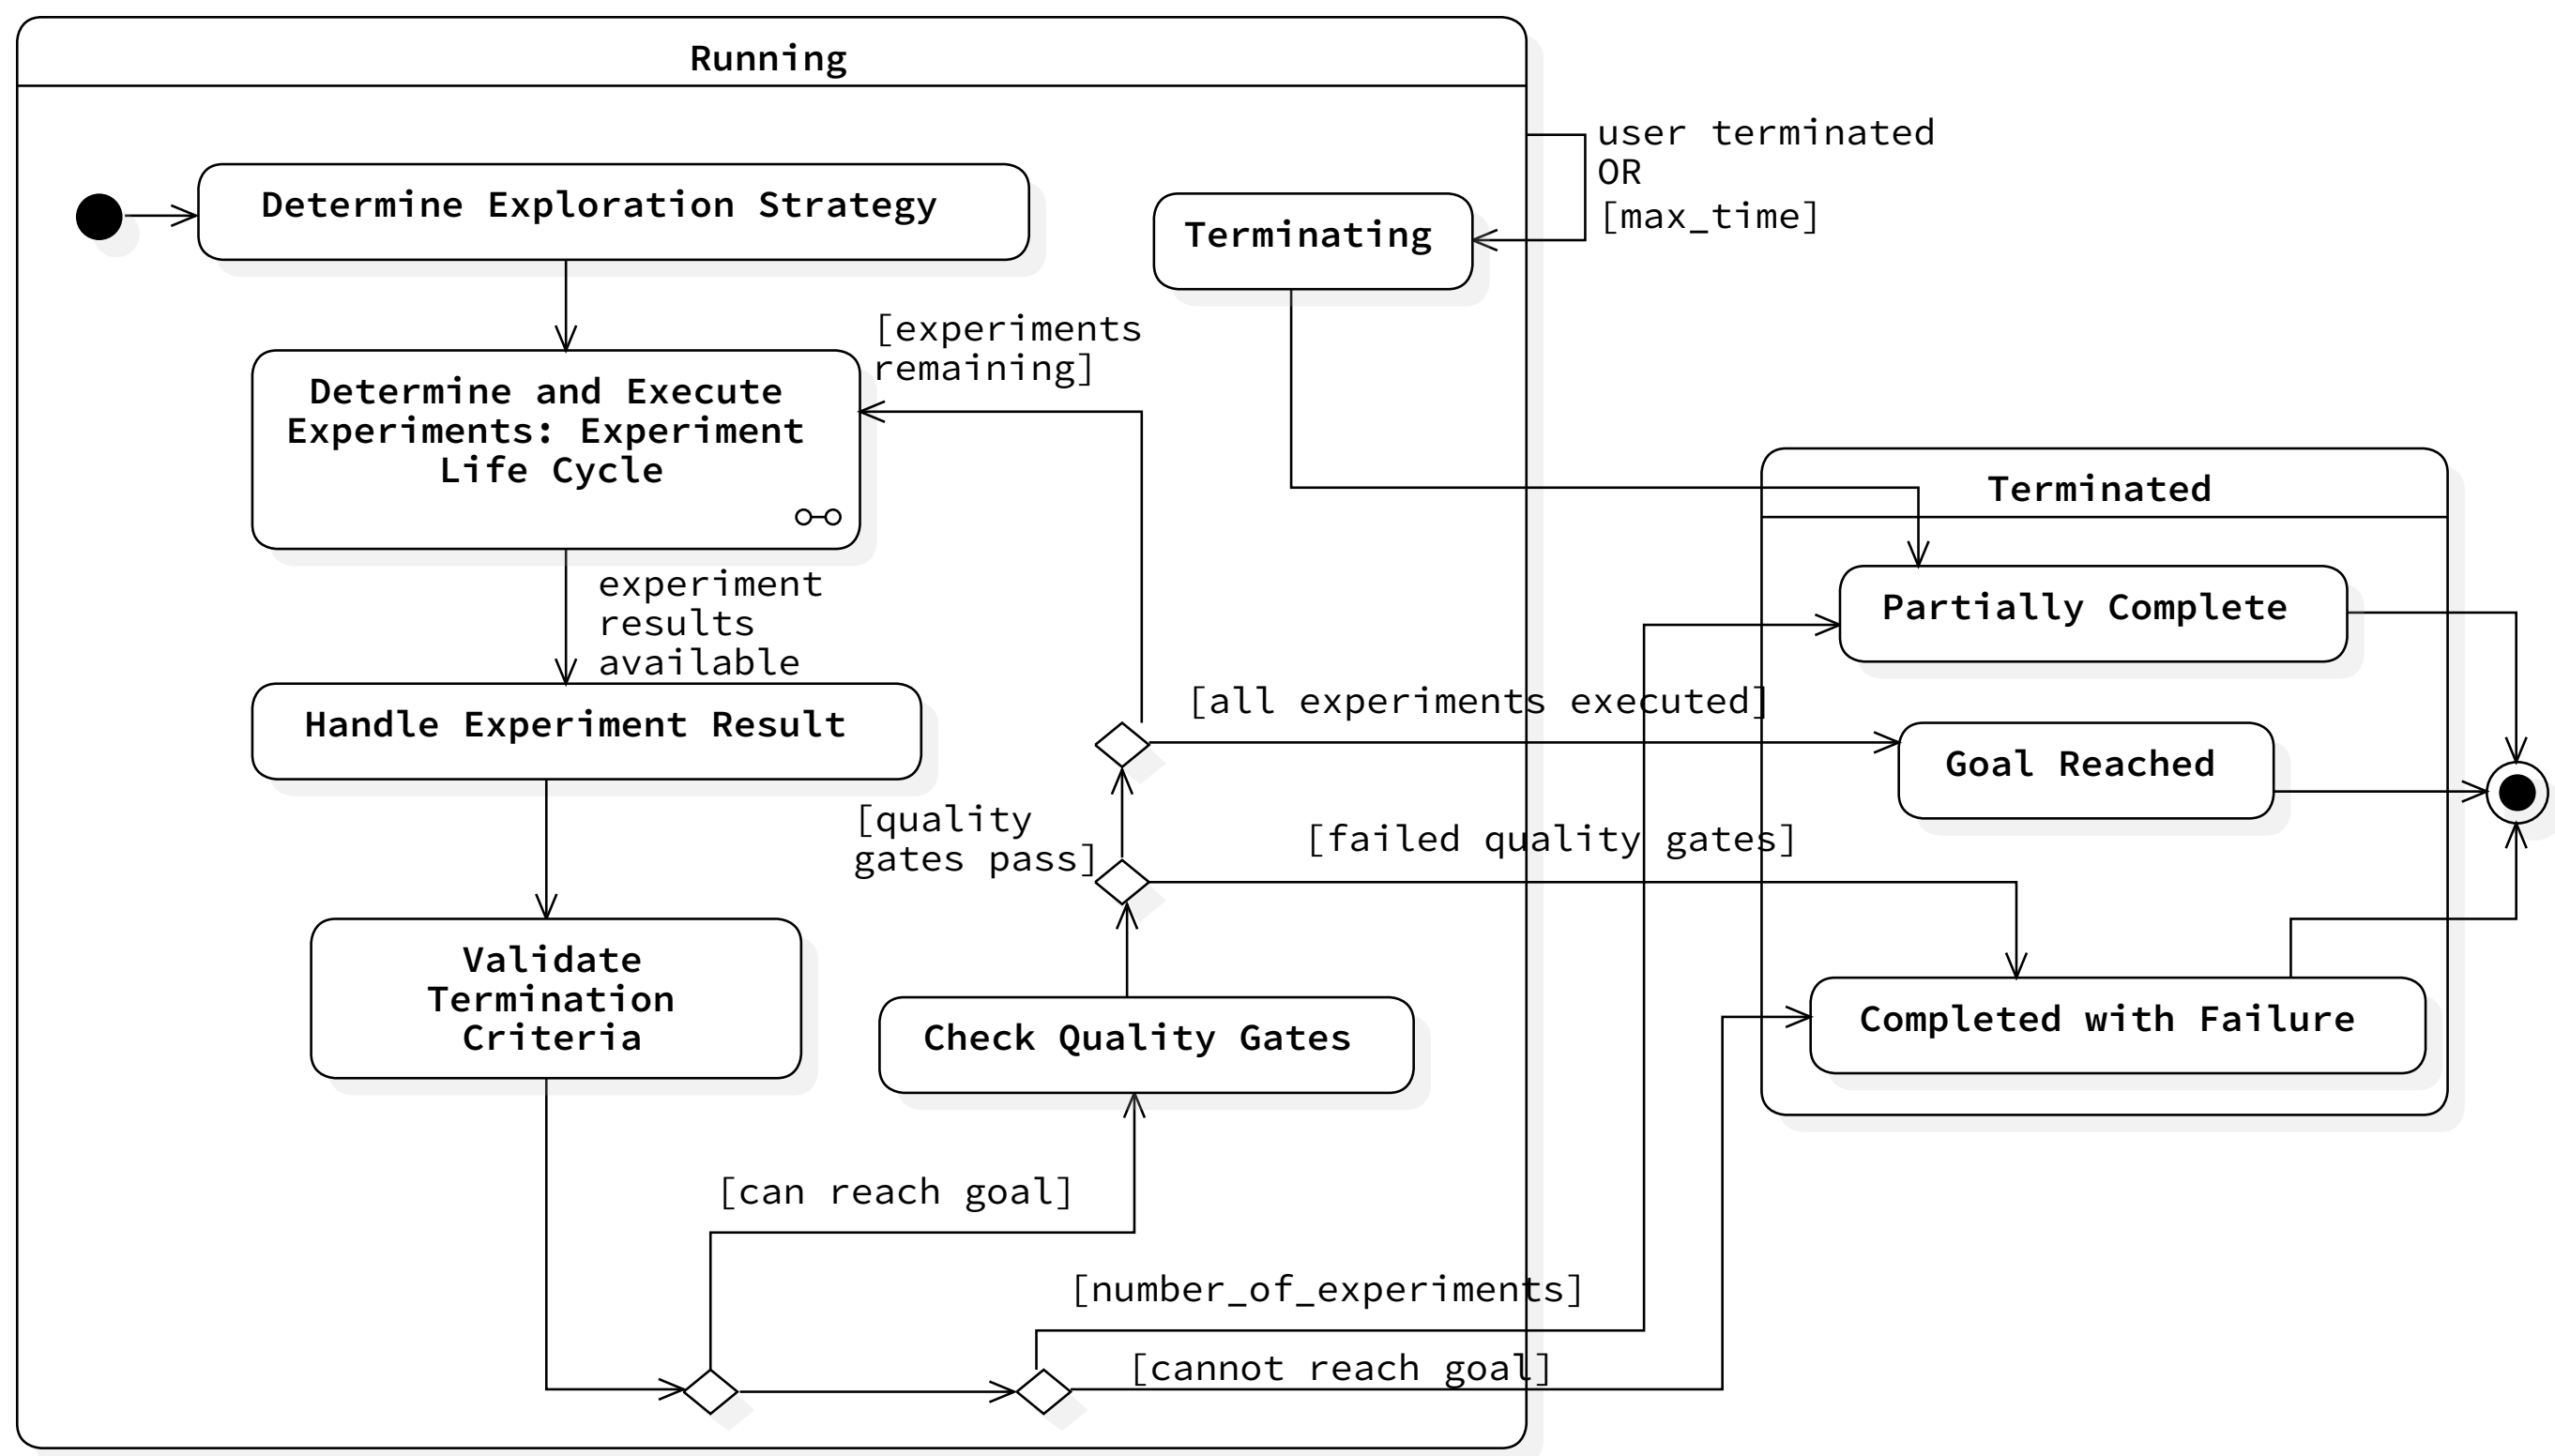 Running
user terminated
OR
[max_time]
Determine Exploration Strategy
Terminating
[experiments
remaining]
Determine and Execute
Experiments: Experiment
Life Cycle
Terminated
experiment
results
available
Partially Complete
[all experiments executed]
Handle Experiment Result
Goal Reached
[quality
gates pass]
[failed quality gates]
Validate
Termination
Criteria
Check Quality Gates
Completed with Failure
[can reach goal]
[number_of_experiments]
[cannot reach goal]